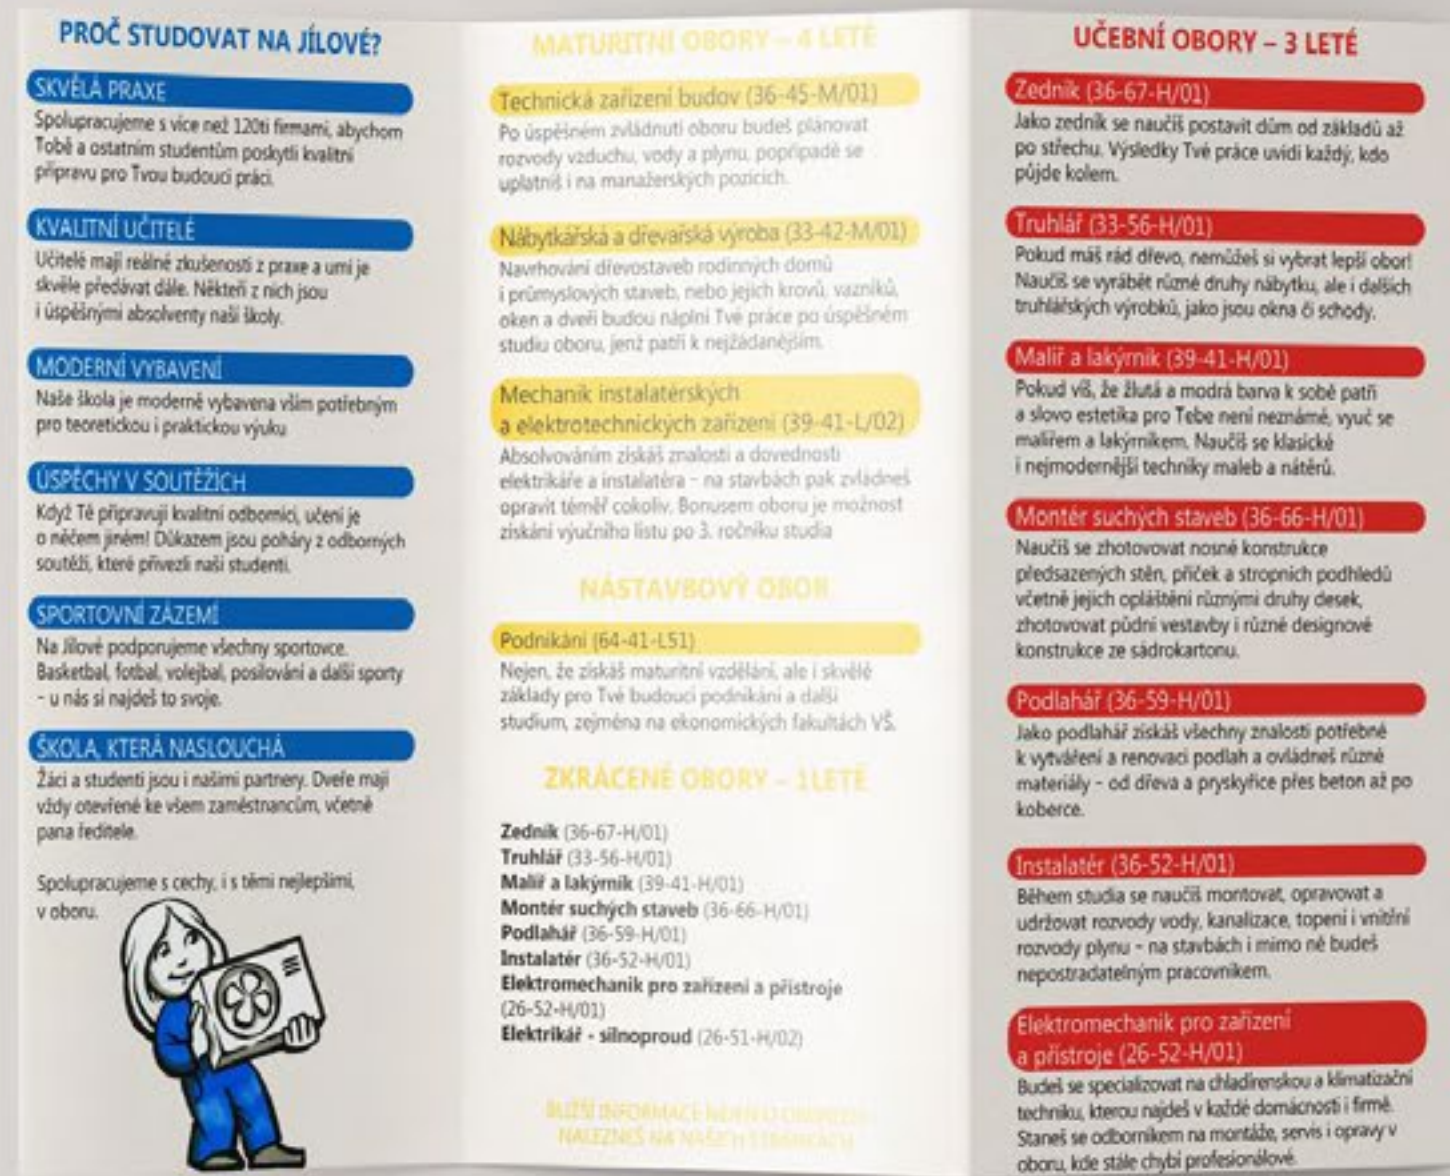 PROČ STUDOVAT NA JÍLOVÉ?
SKVĚLÁ PRAXE
Spolupracujeme s více než 120ti firmami, abychom
Tobě a ostatním studentům poskytli kvalitní
přípravu pro Tvou budoucí práci.
KVALITNÍ UČITELÉ
Učitelé mají reálné zkušenosti z praxe a umí je
skvěle předávat dále. Někteří z nich jsou
i úspěšnými absolventy naší školy.
MODERNÍ VYBAVENÍ
Naše škola je moderně vybavena vším potřebným
pro teoretickou i praktickou výuku
ÚSPĚCHY V SOUTĚŽÍCH
Když Tě připravují kvalitní odborníci, učení je
o něčem jiném! Důkazem jsou poháry z odborných
soutěží, které přivezli naši studenti.
SPORTOVNÍ ZÁZEMÍ
Na Jílové podporujeme všechny sportovce.
Basketbal, fotbal, volejbal, posilování a další sporty
- u nás si najdeš to svoje.
ŠKOLA, KTERÁ NASLOUCHÁ
Žáci a studenti jsou i našimi partnery. Dveře mají
vždy otevřené ke všem zaměstnancům, včetně
pana ředitele.
Spolupracujeme s cechy, i s těmi nejlepšími,
v oboru.
MATURITNÍ OBORY – 4 LETÉ
Technická zařízení budov (36-45-M/01)
Po úspěšném zvládnutí oboru budeš plánovat
rozvody vzduchu, vody a plynu, popřípadě se
uplatníš i na manažerských pozicích.
Nábytkářská a dřevařská výroba (33-42-M/01)
Navrhování dřevostaveb rodinných domů
i průmyslových staveb, nebo jejich krovů, vazníků,
oken a dveří budou náplní Tvé práce po úspěšném
studiu oboru, jenž patří k nejžádanějším.
Mechanik instalatérských
a elektrotechnických zařízení (39-41-L/02)
Absolvováním získáš znalosti a dovednosti
elektrikáře a instalatéra - na stavbách pak zvládneš
opravit téměř cokoliv. Bonusem oboru je možnost
získání výučního listu po 3. ročníku studia
NÁSTAVBOVÝ OBOR
Podnikání (64-41-L51)
Nejen, že získáš maturitní vzdělání, ale i skvělé
základy pro Tvé budoucí podnikání a další
studium, zejména na ekonomických fakultách VŠ.
ZKRÁCENÉ OBORY – 1LETÉ
Zedník (36-67-H/01)
Truhlář (33-56-H/01)
Malíř a lakýrník (39-41-H/01)
Montér suchých staveb (36-66-H/01)
Podlahář (36-59-H/01)
Instalatér (36-52-H/01)
Elektromechanik pro zařízení a přístroje
(26-52-H/01)
Elektrikář - silnoproud (26-51-H/02)
BLIŽŠÍ INFORMACE NEJEN O
NALEZNEŠ NA NAŠICH STRÁNKÁCH
UČEBNÍ OBORY – 3 LETÉ
Zedník (36-67-H/01)
Jako zedník se naučíš postavit dům od základů až
po střechu. Výsledky Tvé práce uvidí každý, kdo
půjde kolem.
Truhlář (33-56-H/01)
Pokud máš rád dřevo, nemůžeš si vybrat lepší obor!
Naučíš se vyrábět různé druhy nábytku, ale i dalších
truhlářských výrobků, jako jsou okna či schody.
Malíř a lakýrník (39-41-H/01)
Pokud víš, že žlutá a modrá barva k sobě patří
a slovo estetika pro Tebe není neznámé, vyuč se
malířem a lakýrníkem. Naučíš se klasické
i nejmodernější techniky maleb a nátěrů.
Montér suchých staveb (36-66-H/01)
Naučíš se zhotovovat nosné konstrukce
předsazených stěn, příček a stropních podhledů
včetně jejich opláštění různými druhy desek,
zhotovovat půdní vestavby i různé designové
konstrukce ze sádrokartonu.
Podlahář (36-59-H/01)
Jako podlahář získáš všechny znalosti potřebné
k vytváření a renovaci podlah a ovládneš různé
materiály - od dřeva a pryskyřice přes beton až po
koberce.
Instalatér (36-52-H/01)
Během studia se naučíš montovat, opravovat a
udržovat rozvody vody, kanalizace, topení i vnitřní
rozvody plynu - na stavbách i mimo ně budeš
nepostradatelným pracovníkem.
Elektromechanik pro zařízení
a přístroje (26-52-H/01)
Budeš se specializovat na chladírenskou a klimatizační
techniku, kterou najdeš v každé domácnosti i firmě.
Staneš se odborníkem na montáže, servis i opravy v
oboru, kde stále chybí profesionálové.